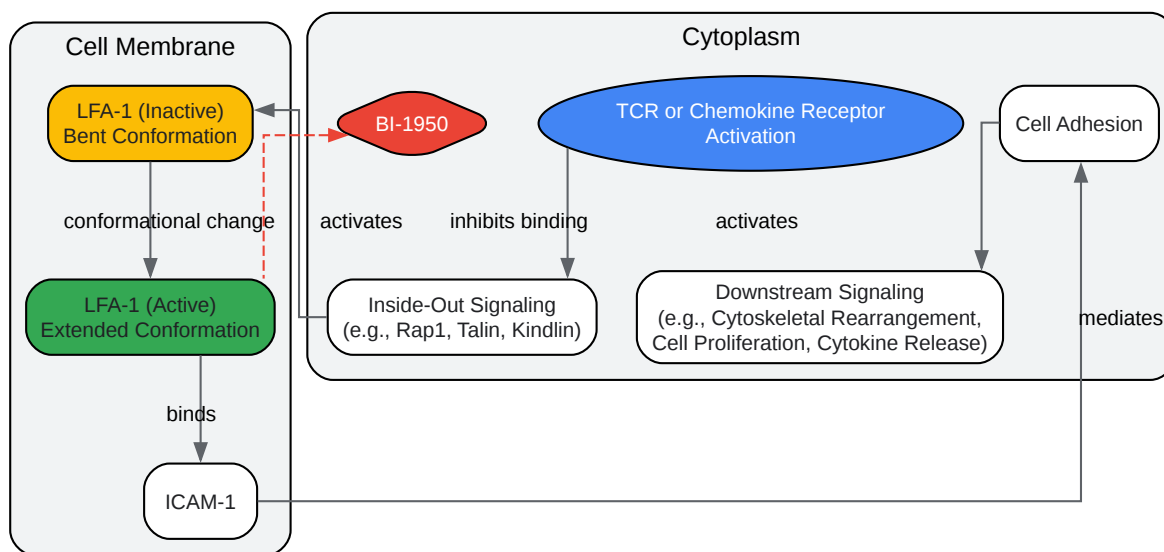 Cell Membrane
Cytoplasm
LFA-1 (Inactive)
Bent Conformation
BI-1950
TCR or Chemokine Receptor
Activation
Cell Adhesion
conformational change
activates
inhibits binding
activates
LFA-1 (Active)
Extended Conformation
Inside-Out Signaling
(e.g., Rap1, Talin, Kindlin)
Downstream Signaling
(e.g., Cytoskeletal Rearrangement,
Cell Proliferation, Cytokine Release)
mediates
binds
ICAM-1